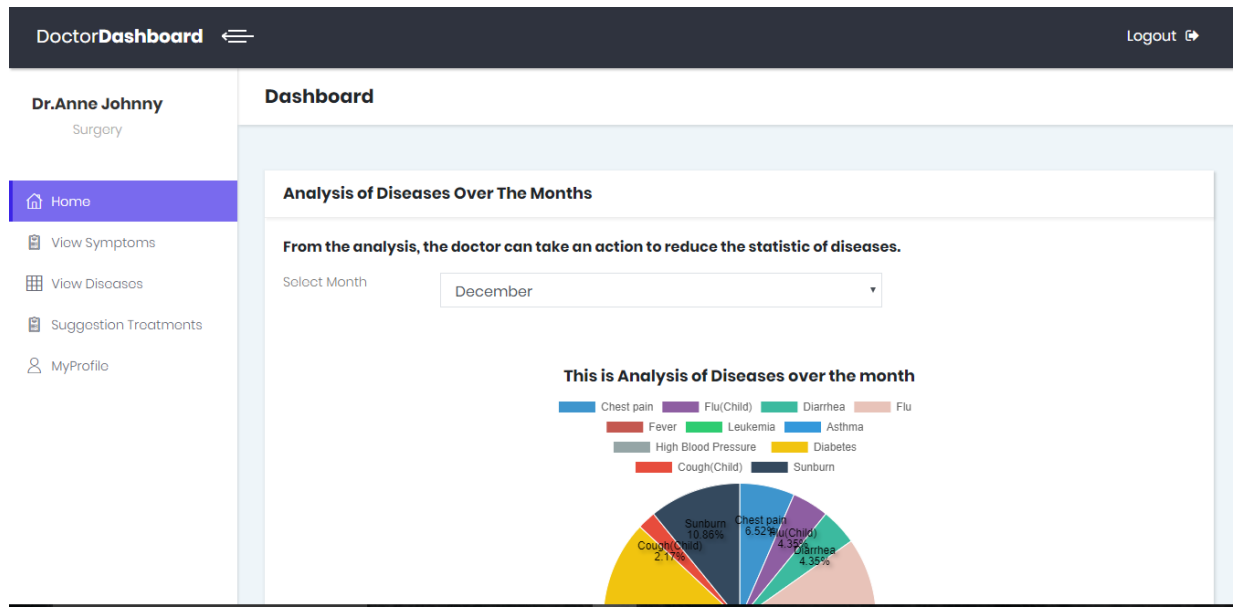 DoctorDashboard
Logout
Dr.Anne Johnny
Surgery
Home
View Symptoms
View Diseases
Suggestion Treatments
MyProfile
Dashboard
Analysis of Diseases Over The Months
From the analysis, the doctor can take an action to reduce the statistic of diseases.
Select Month
December
This is Analysis of Diseases over the month
Chest pain Flu(Child) Diarrhea Flu
Fever Leukemia Asthma
High Blood Pressure Diabetes
Cough(Child) Sunburn
Sunburn
10.86%
Chest pain
6.52%
Flu(Child)
4.35%
Diarrhea
4.35%
Cough(Child)
2.17%